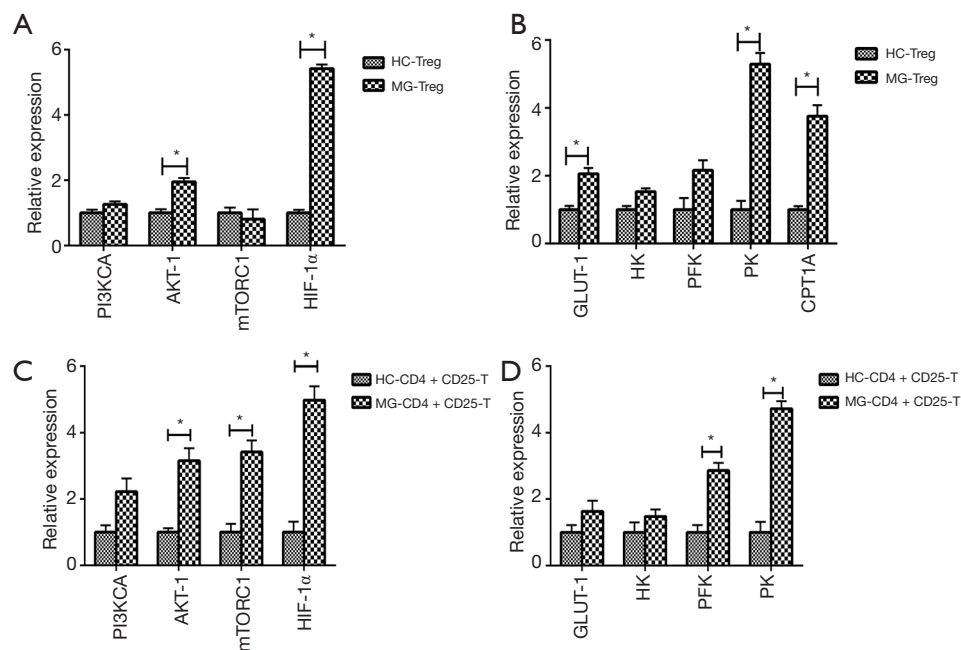 A
Relative expression
6
4
2
0
*
*
PI3KCA
AKT-1
mTORC1
HIF-1α
HC-Treg
MG-Treg
B
Relative expression
6
4
2
0
*
*
*
GLUT-1
HK
PFK
PK
CPT1A
HC-Treg
MG-Treg
C
Relative expression
6
4
2
0
*
*
*
PI3KCA
AKT-1
mTORC1
HIF-1α
HC-CD4 + CD25-T
MG-CD4 + CD25-T
D
Relative expression
6
4
2
0
*
*
GLUT-1
HK
PFK
PK
HC-CD4 + CD25-T
MG-CD4 + CD25-T